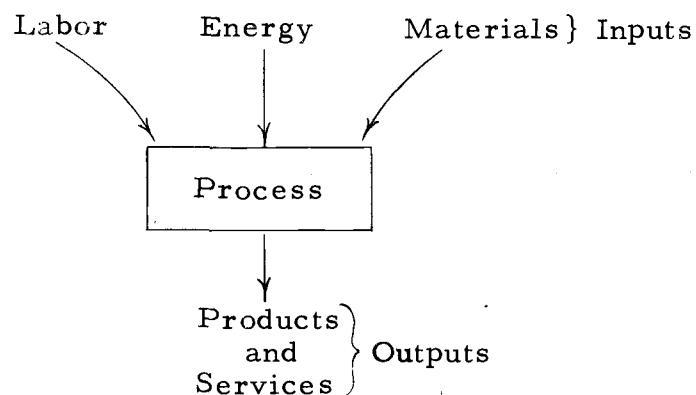 Labor Energy Materials } Inputs
Process
Products
and } Outputs
Services